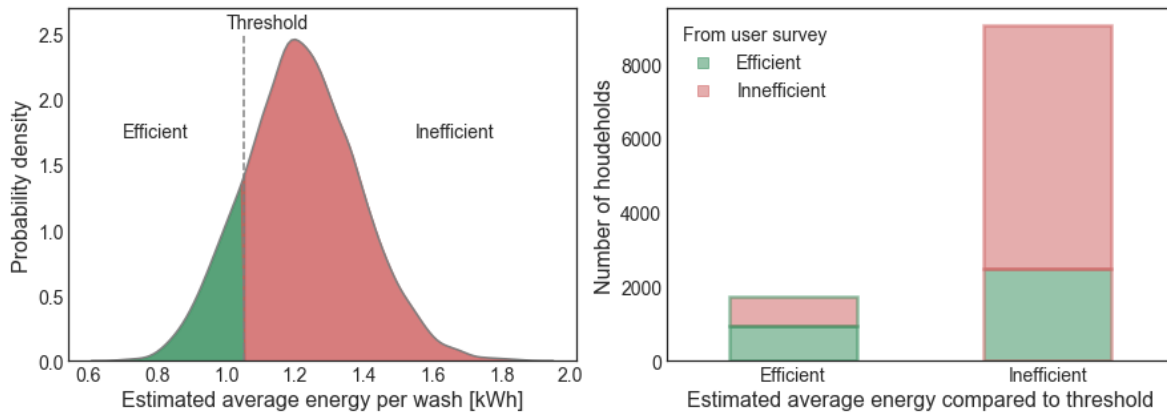 Threshold
2.5
2.0
Efficient
Inefficient
1.5
1.0
0.5
0.0
Probability density
0.6 0.8 1.0 1.2 1.4 1.6 1.8 2.0
Estimated average energy per wash [kWh]
From user survey
Efficient
Innefficient
8000
6000
4000
2000
0
Number of houdeholds
Efficient Inefficient
Estimated average energy compared to threshold